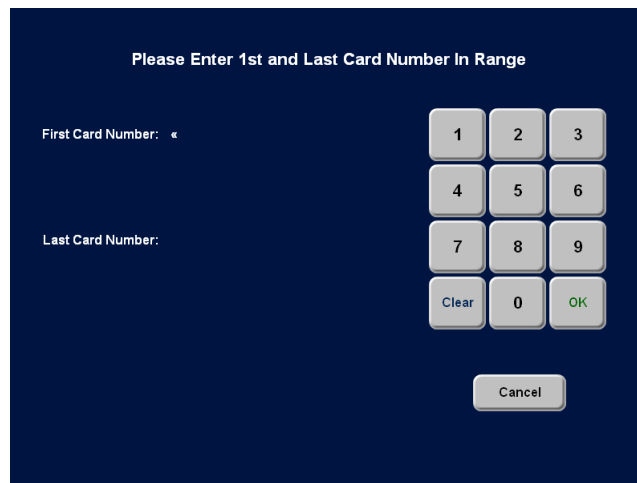 Please Enter 1st and Last Card Number In Range
First Card Number: «
1 2 3
4 5 6
Last Card Number:
7 8 9
Clear 0 OK
Cancel